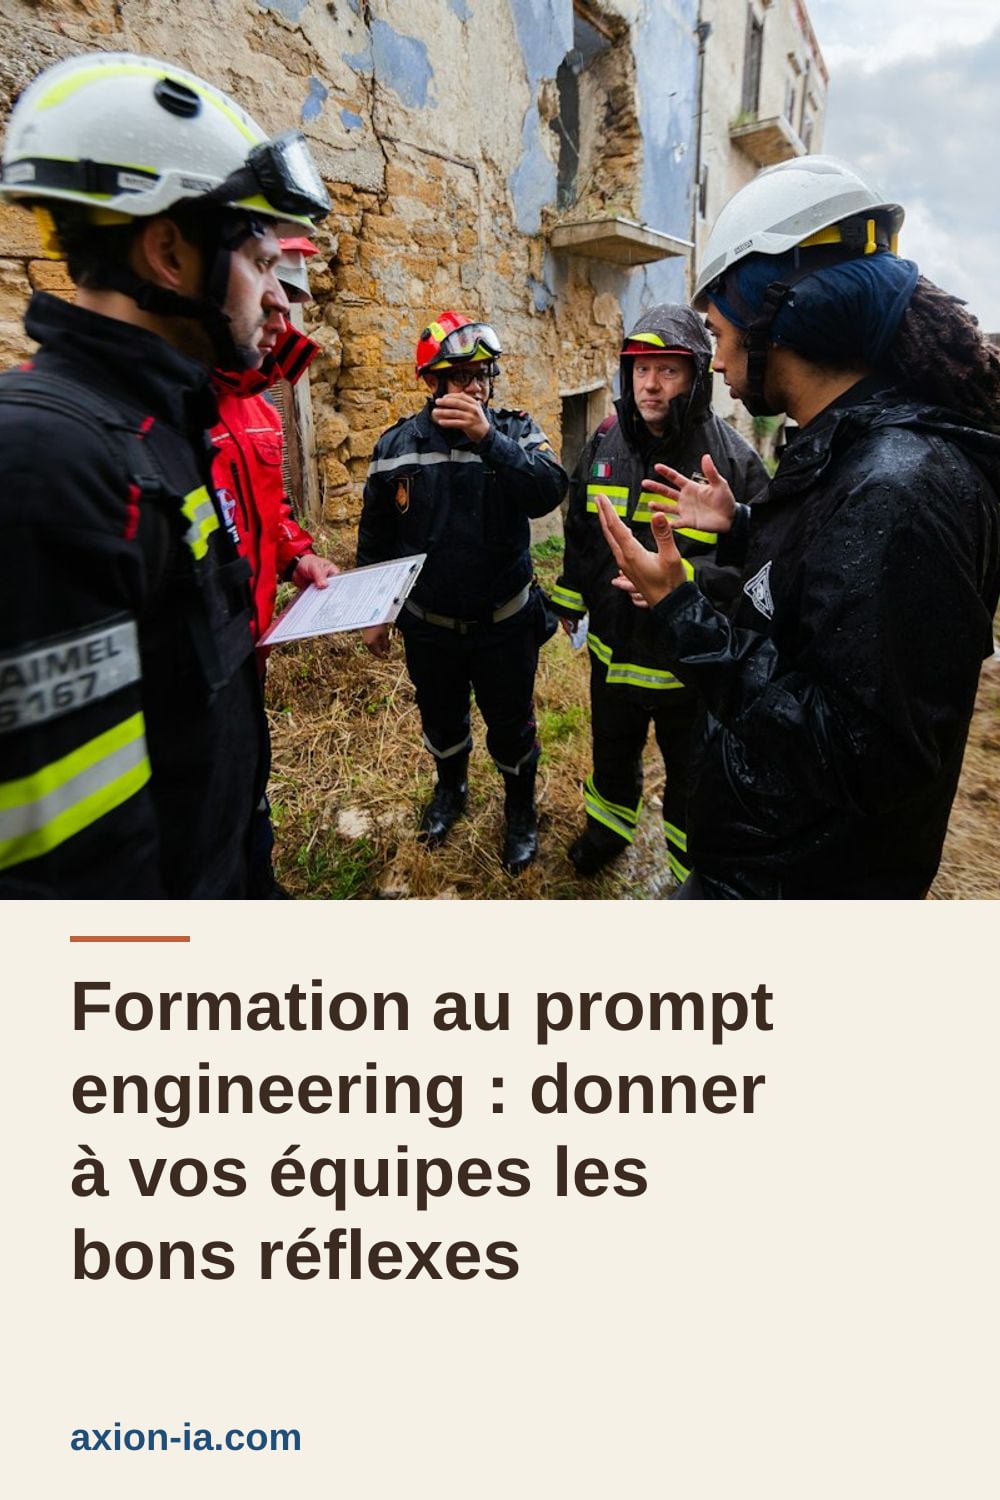 AIMEL
6167
Formation au prompt
engineering : donner
à vos équipes les
bons réflexes
axion-ia.com